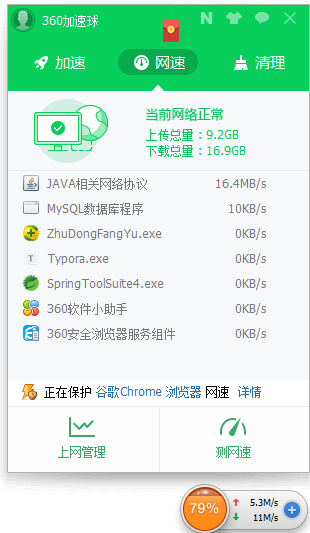 360加速球 N
加速 网速 清理
当前网络正常
上传总量：9.2GB
下载总量：16.9GB
JAVA相关网络协议 16.4MB/s
MySQL数据库程序 10KB/s
ZhuDongFangYu.exe 0KB/s
T Typora.exe 0KB/s
SpringToolSuite4.exe 0KB/s
360软件小助手 0KB/s
360安全浏览器服务组件 0KB/s
正在保护 谷歌Chrome 浏览器 网速 详情
上网管理 测网速
79% 5.3M/s
11M/s